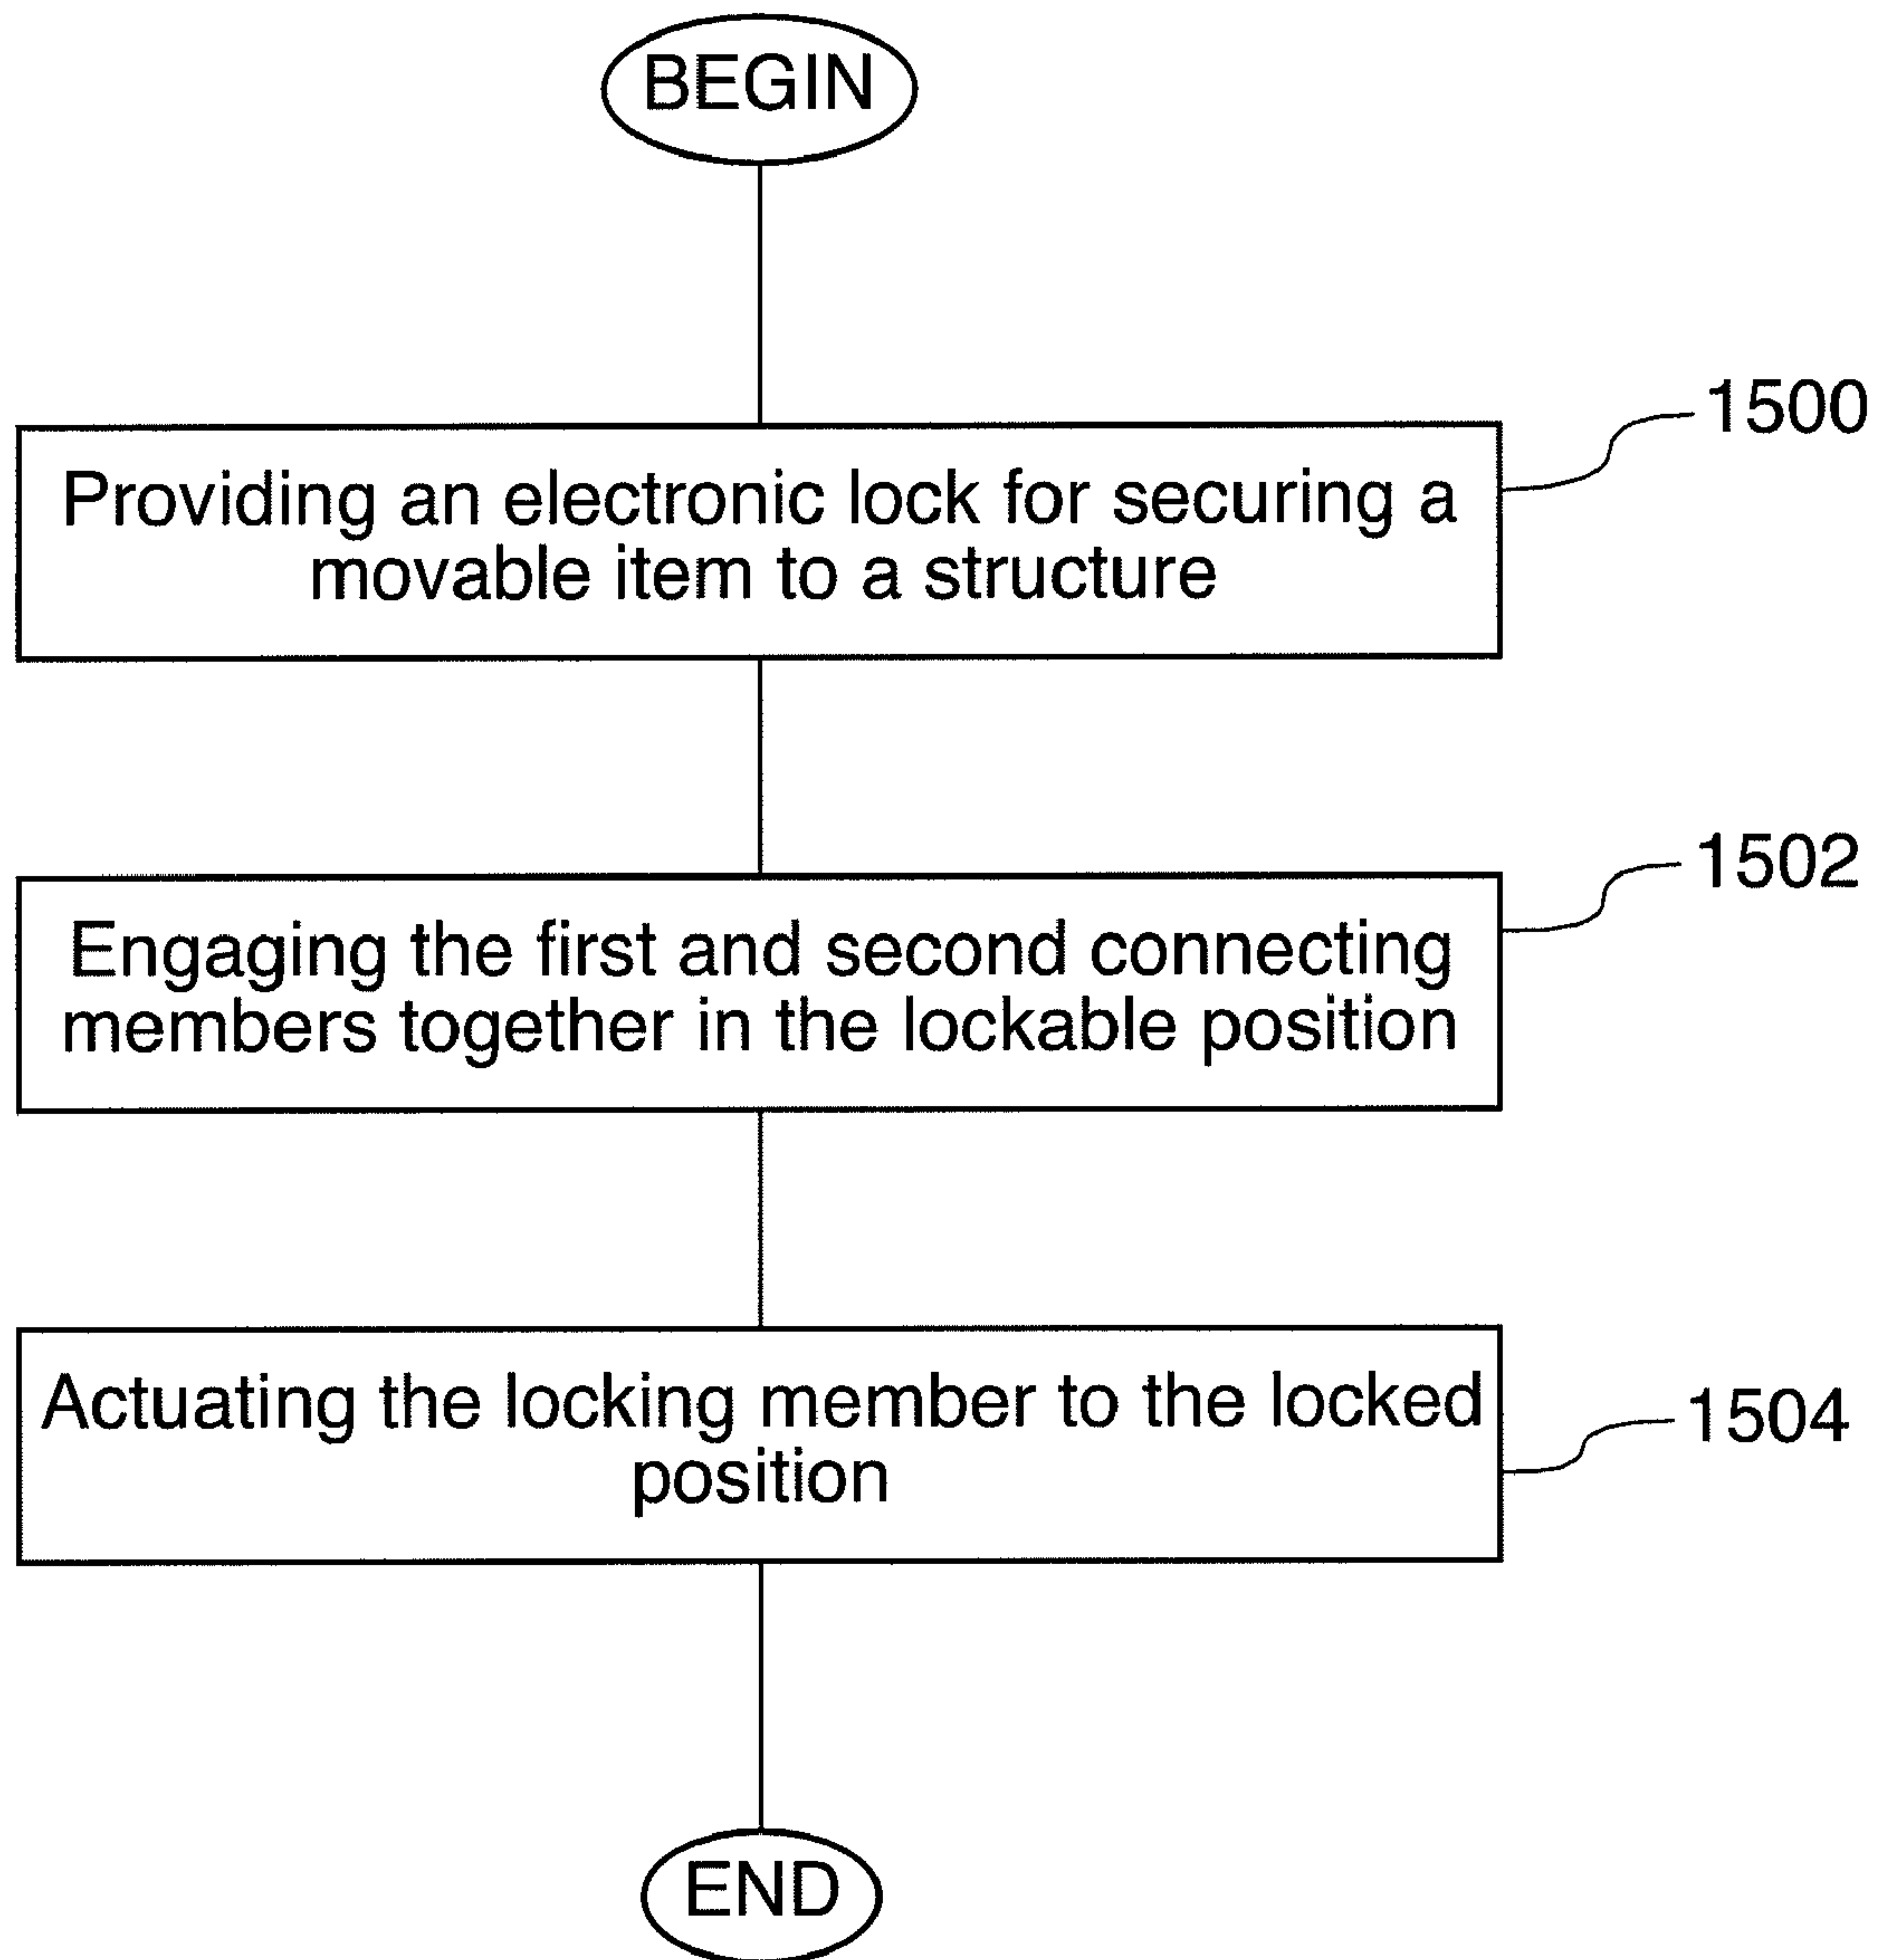 BEGIN
1500
Providing an electronic lock for securing a
movable item to a structure
1502
Engaging the first and second connecting
members together in the lockable position
Actuating the locking member to the locked
position
1504
END